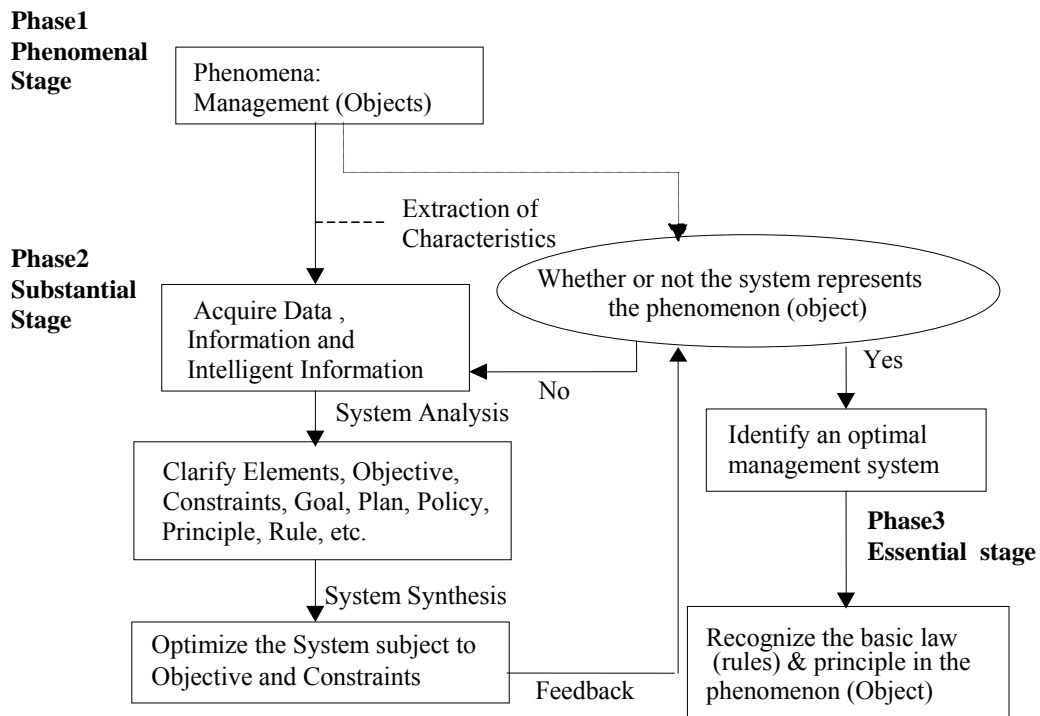 Phase1
Phenomenal
Stage
Phenomena:
Management (Objects)
Extraction of
Characteristics
Phase2
Substantial
Stage
Whether or not the system represents
the phenomenon (object)
Acquire Data ,
Information and
Intelligent Information
No
Yes
System Analysis
Identify an optimal
management system
Clarify Elements, Objective,
Constraints, Goal, Plan, Policy,
Principle, Rule, etc.
Phase3
Essential stage
System Synthesis
Optimize the System subject to
Objective and Constraints
Feedback
Recognize the basic law
(rules) & principle in the
phenomenon (Object)